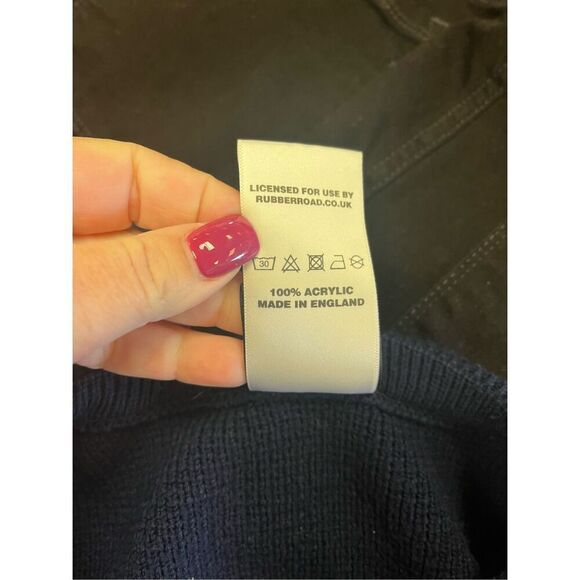 LICENSED FOR USE BY
RUBBERROAD.CO.UK
30
100% ACRYLIC
MADE IN ENGLAND